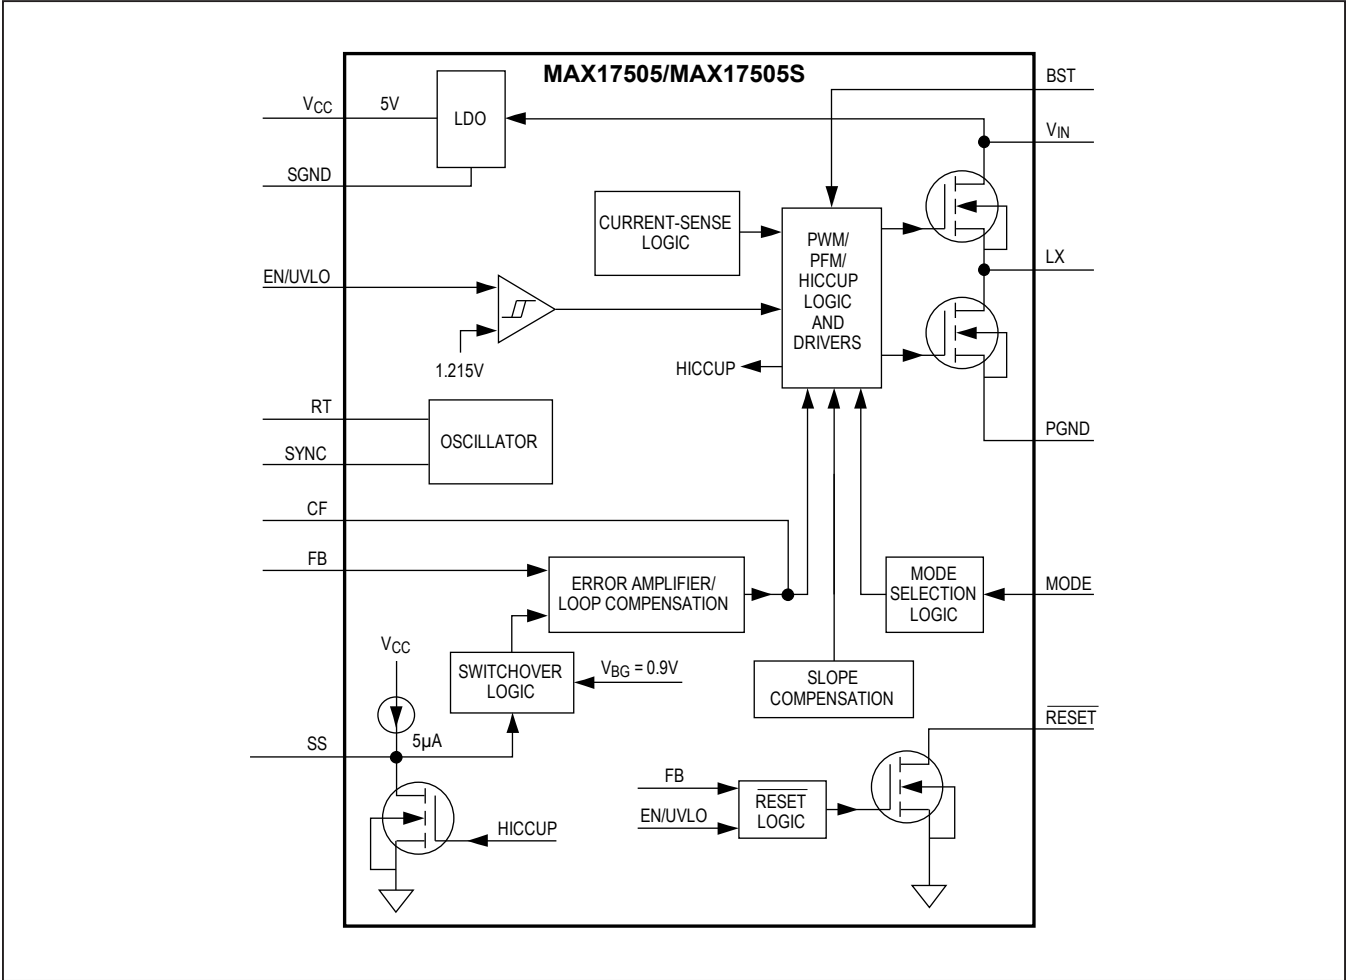 MAX17505/MAX17505S
BST
VCC
5V
LDO
VIN
SGND
CURRENT-SENSE
LOGIC
PWM/
PFM/
HICCUP
LOGIC
AND
DRIVERS
LX
EN/UVLO
1.215V
HICCUP
RT
OSCILLATOR
PGND
SYNC
CF
FB
ERROR AMPLIFIER/
LOOP COMPENSATION
MODE
SELECTION
LOGIC
MODE
VCC
SWITCHOVER
LOGIC
VBG = 0.9V
SLOPE
COMPENSATION
RESET
SS
5µA
FB
RESET
LOGIC
EN/UVLO
HICCUP